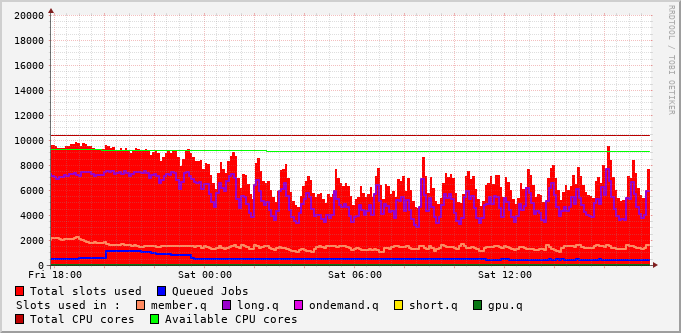 20000
18000
16000
14000
12000
10000
8000
6000
4000
2000
0
Fri 18:00 Sat 00:00 Sat 06:00 Sat 12:00
Total slots used Queued Jobs
Slots used in : member.q long.q ondemand.q short.q gpu.q
Total CPU cores Available CPU cores
RRDTOOL / TOBI OETIKER